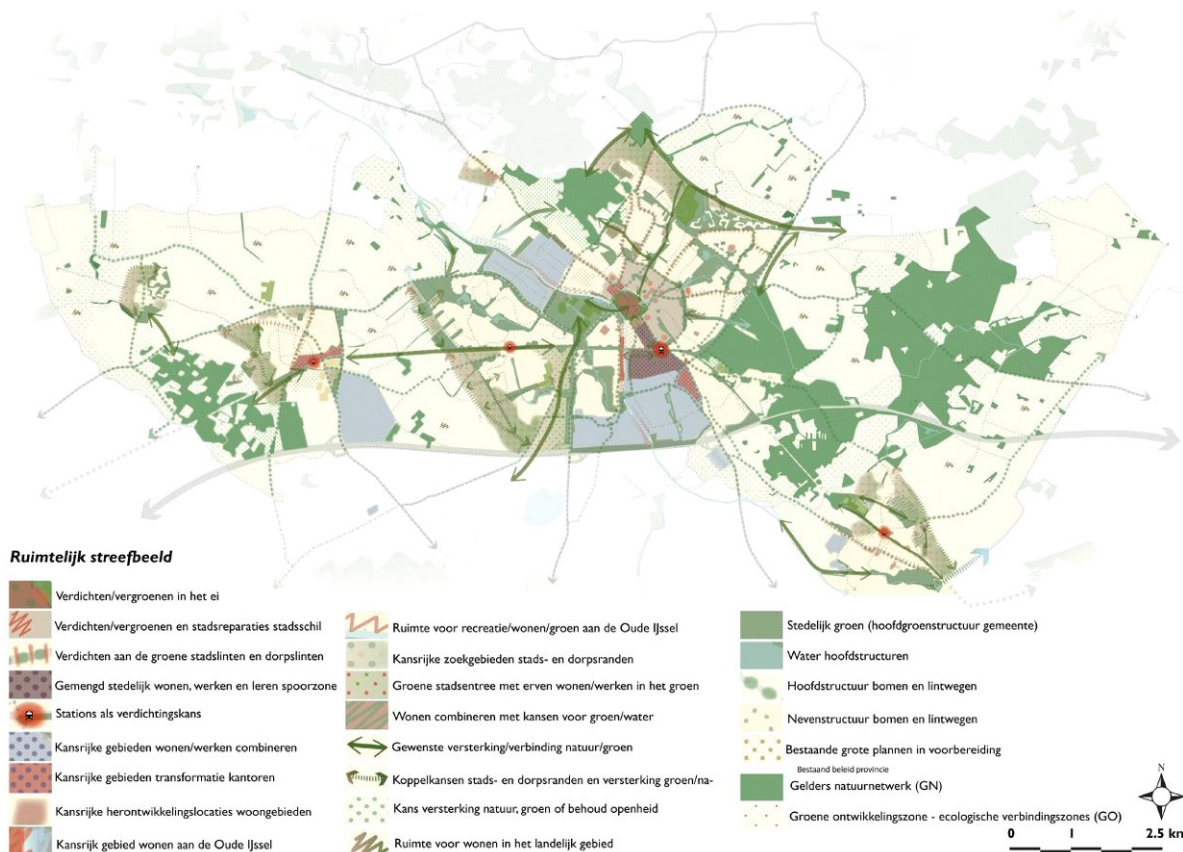 Ruimtelijk streefbeeld
Verdichten/vergroenen in het ei
Verdichten/vergroenen en stadsreparaties stadsschil
Verdichten aan de groene stadslinten en dorpslinten
Gemengd stedelijk wonen, werken en leren spoorzone
Stations als verdichtingskans
Kansrijke gebieden wonen/werken combineren
Kansrijke gebieden transformatie kantoren
Kansrijke herontwikkelingslocaties woongebieden
Kansrijk gebied wonen aan de Oude IJssel
Ruimte voor recreatie/wonen/groen aan de Oude IJssel
Kansrijke zoekgebieden stads- en dorpsranden
Groene stadsentree met erven wonen/werken in het groen
Wonen combineren met kansen voor groen/water
Gewenste versterking/verbinding natuur/groen
Koppelkansen stads- en dorpsranden en versterking groen/na-
Kans versterking natuur, groen of behoud openheid
Ruimte voor wonen in het landelijk gebied
Stedelijk groen (hoofdgroenstructuur gemeente)
Water hoofdstructuren
Hoofdstructuur bomen en lintwegen
Nevenstructuur bomen en lintwegen
Bestaande grote plannen in voorbereiding
Bestaand beleid provincie
Gelders natuurnetwerk (GN)
Groene ontwikkelingszone - ecologische verbindingszones (GO)
N
0 1 2.5 km